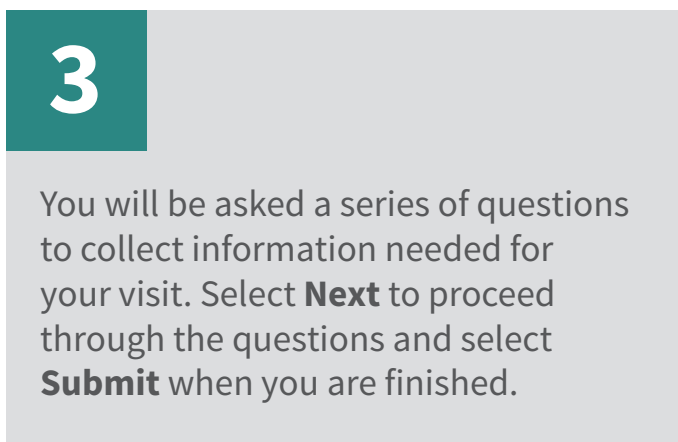 3
You will be asked a series of questions
to collect information needed for
your visit. Select Next to proceed
through the questions and select
Submit when you are finished.